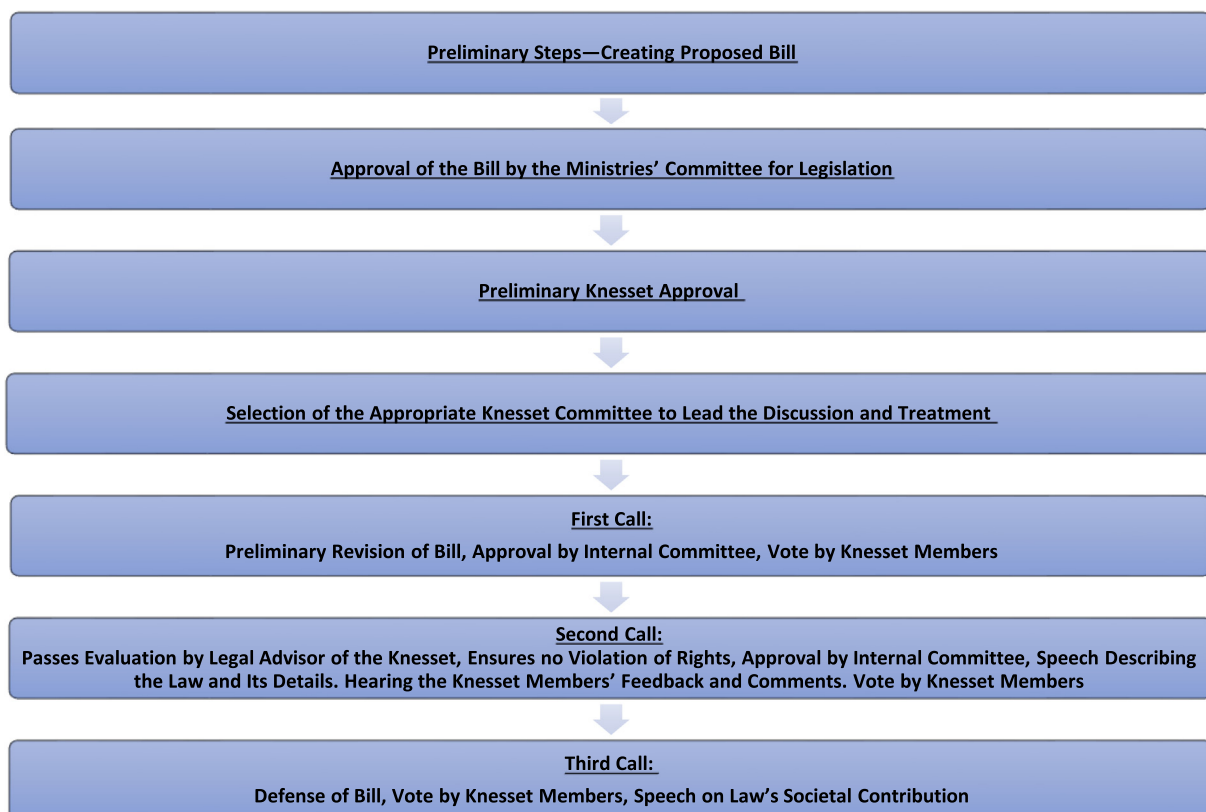 Preliminary Steps—Creating Proposed Bill
Approval of the Bill by the Ministries’ Committee for Legislation
Preliminary Knesset Approval
Selection of the Appropriate Knesset Committee to Lead the Discussion and Treatment
First Call:
Preliminary Revision of Bill, Approval by Internal Committee, Vote by Knesset Members
Second Call:
Passes Evaluation by Legal Advisor of the Knesset, Ensures no Violation of Rights, Approval by Internal Committee, Speech Describing
the Law and Its Details. Hearing the Knesset Members’ Feedback and Comments. Vote by Knesset Members
Third Call:
Defense of Bill, Vote by Knesset Members, Speech on Law’s Societal Contribution